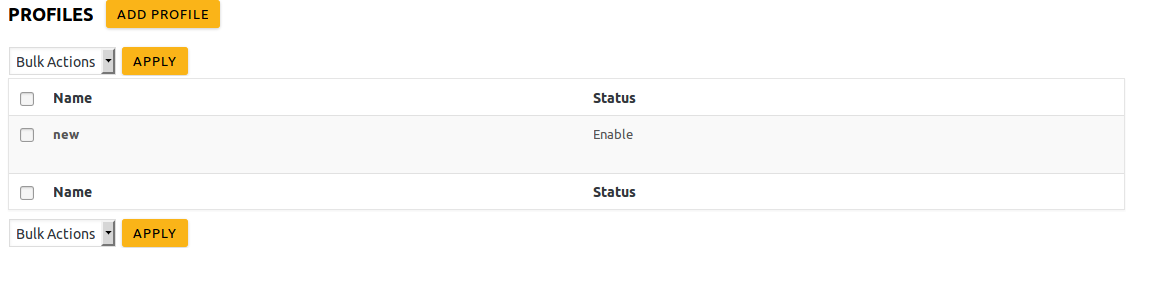 PROFILES ADD PROFILE
Bulk Actions APPLY
Name Status
new Enable
Name Status
Bulk Actions APPLY